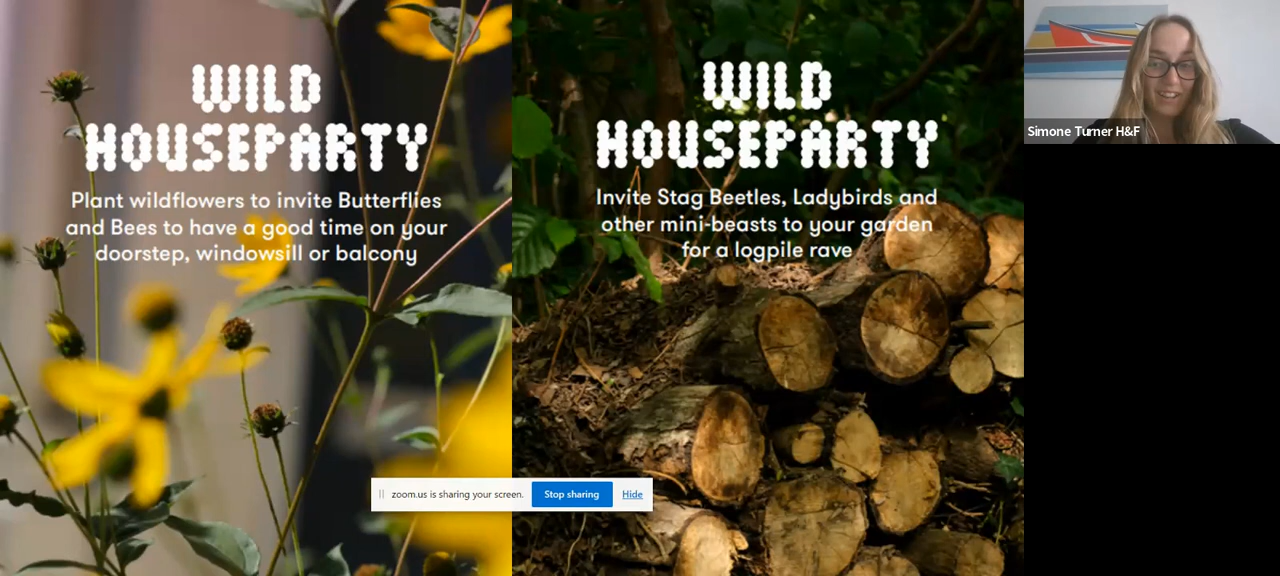 WILD
HOUSEPARTY
Plant wildflowers to invite Butterflies
and Bees to have a good time on your
doorstep, windowsill or balcony
WILD
HOUSEPARTY
Invite Stag Beetles, Ladybirds and
other mini-beasts to your garden
for a logpile rave
Simone Turner H&F
zoom.us is sharing your screen.
Stop sharing
Hide